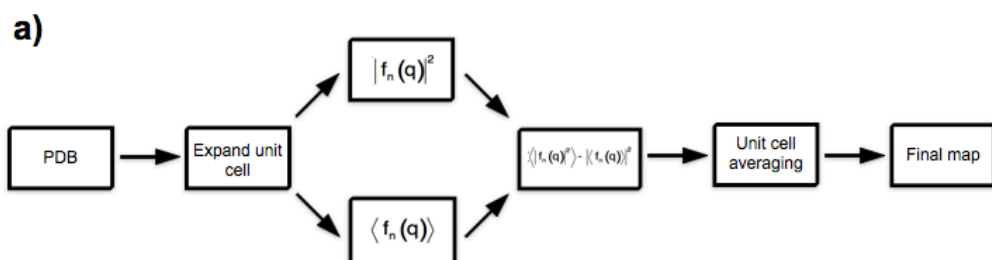 a)
|fₙ(q)|²
PDB
Expand unit
cell
⟨|fₙ(q)|²⟩ - |⟨fₙ(q)⟩|²
Unit cell
averaging
Final map
⟨fₙ(q)⟩